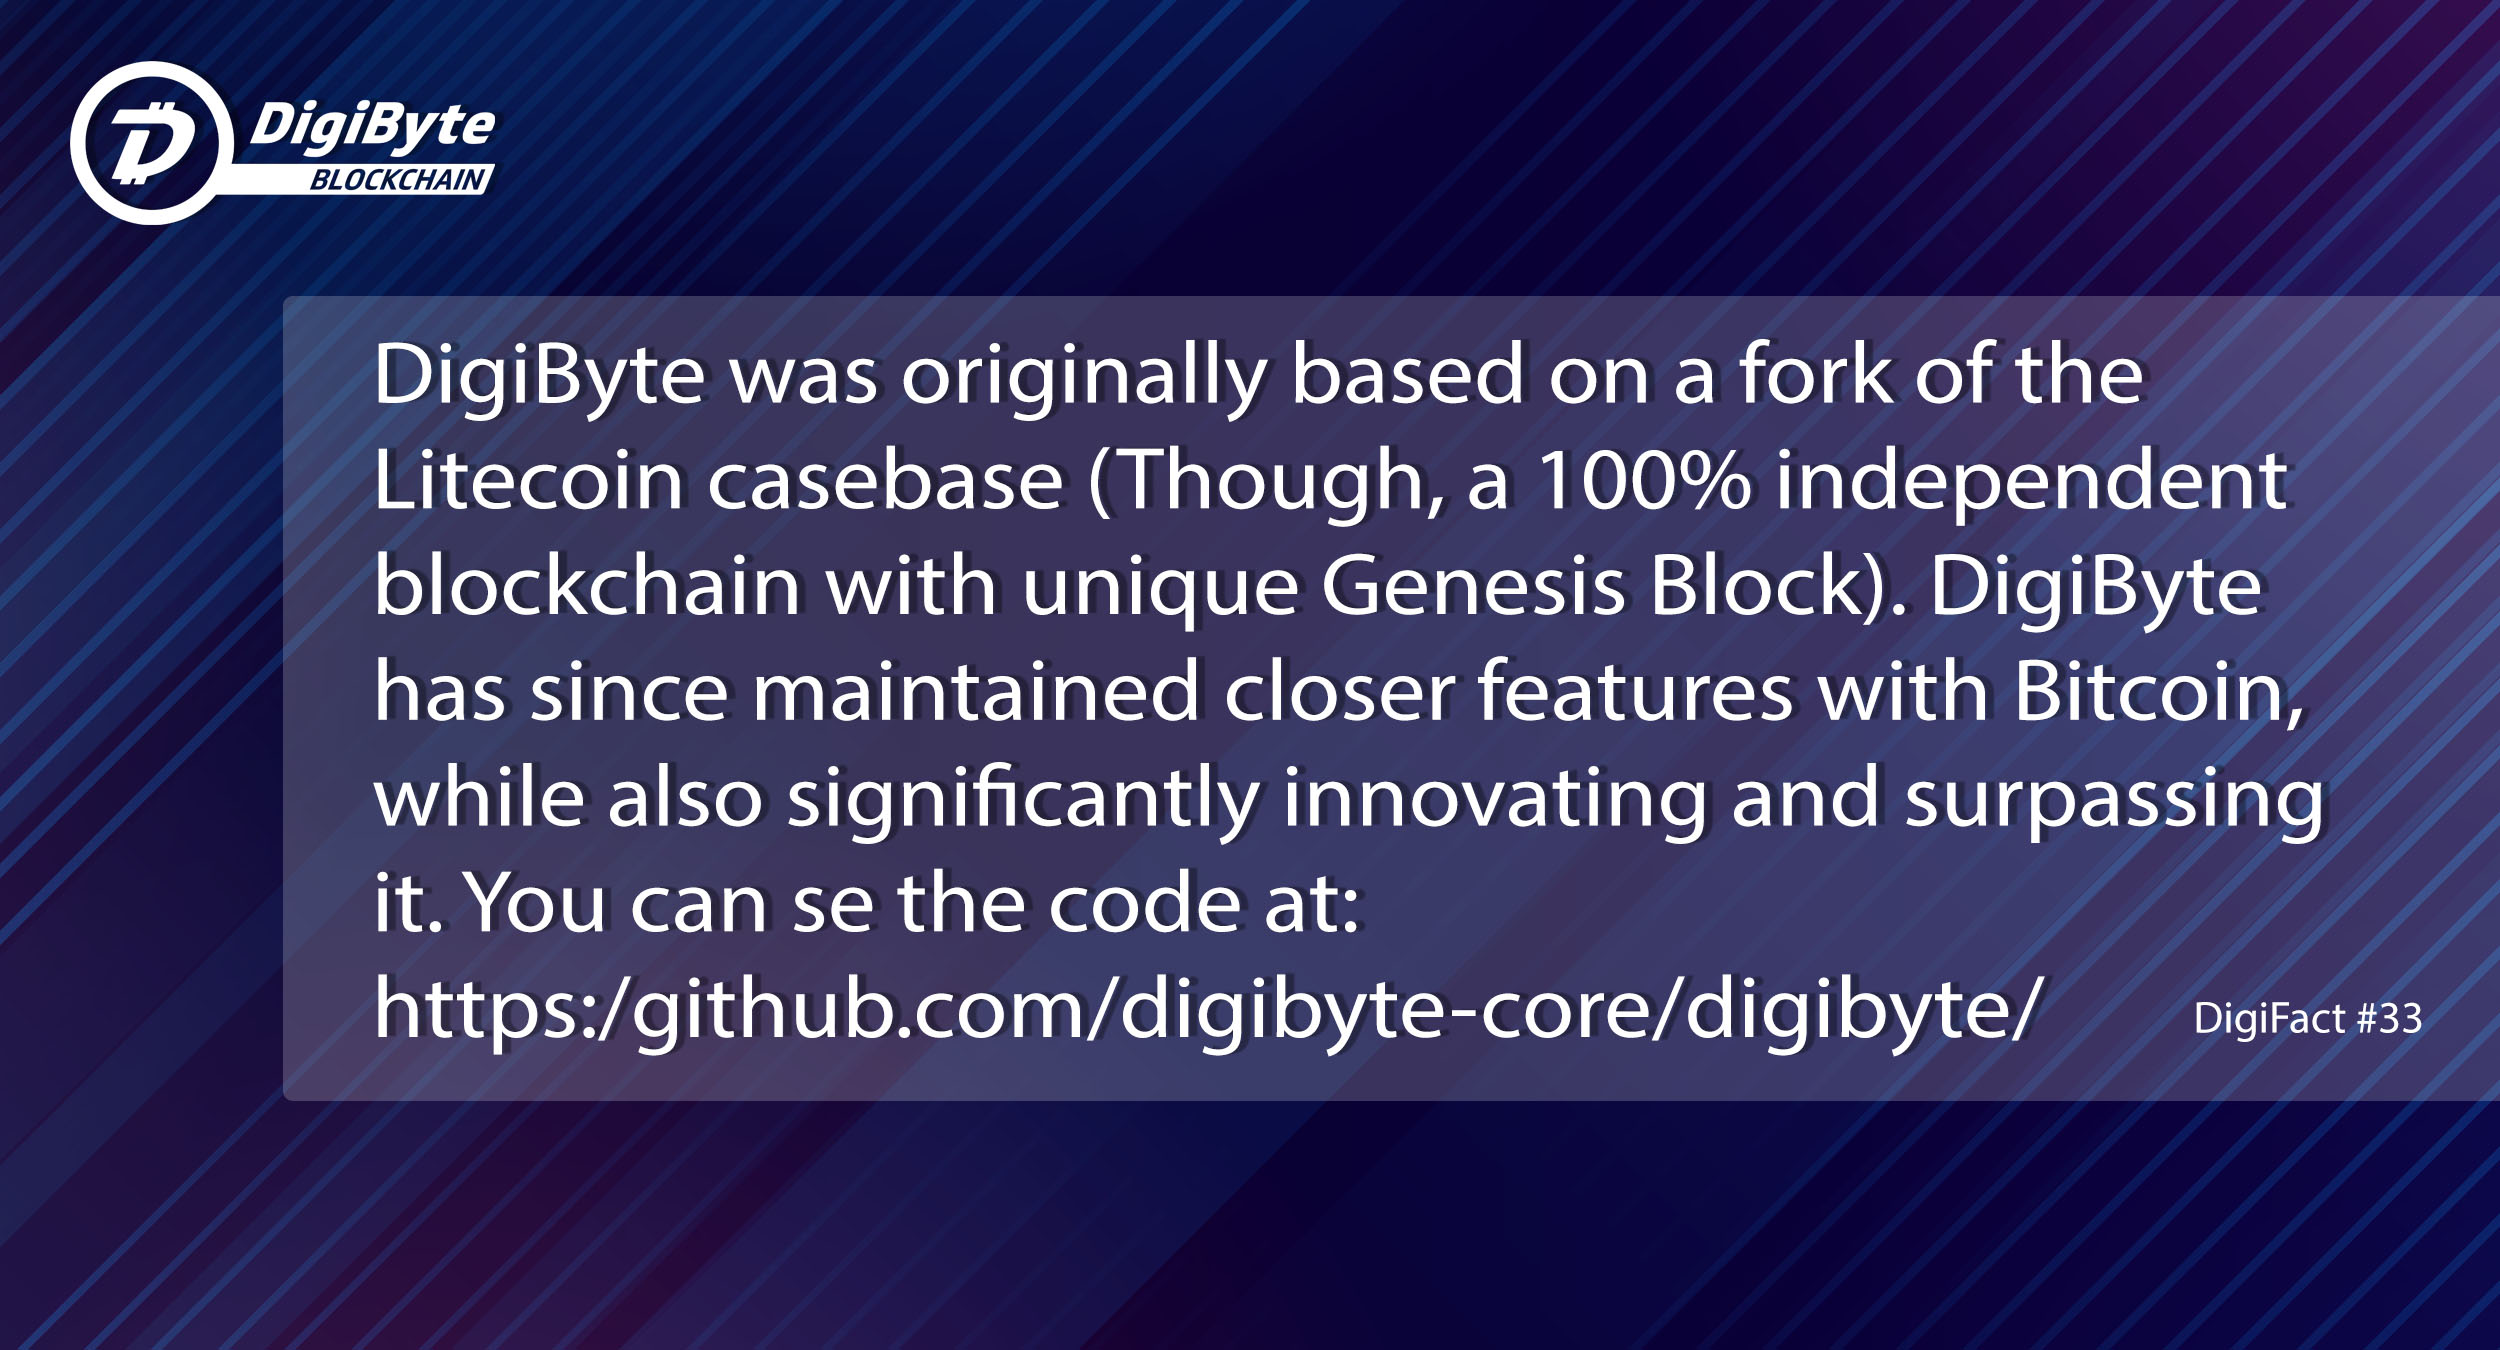 DigiByte
BLOCKCHAIN
DigiByte was originally based on a fork of the
Litecoin casebase (Though, a 100% independent
blockchain with unique Genesis Block). DigiByte
has since maintained closer features with Bitcoin,
while also significantly innovating and surpassing
it. You can se the code at:
https:/github.com/digibyte-core/digibyte/
DigiFact #33